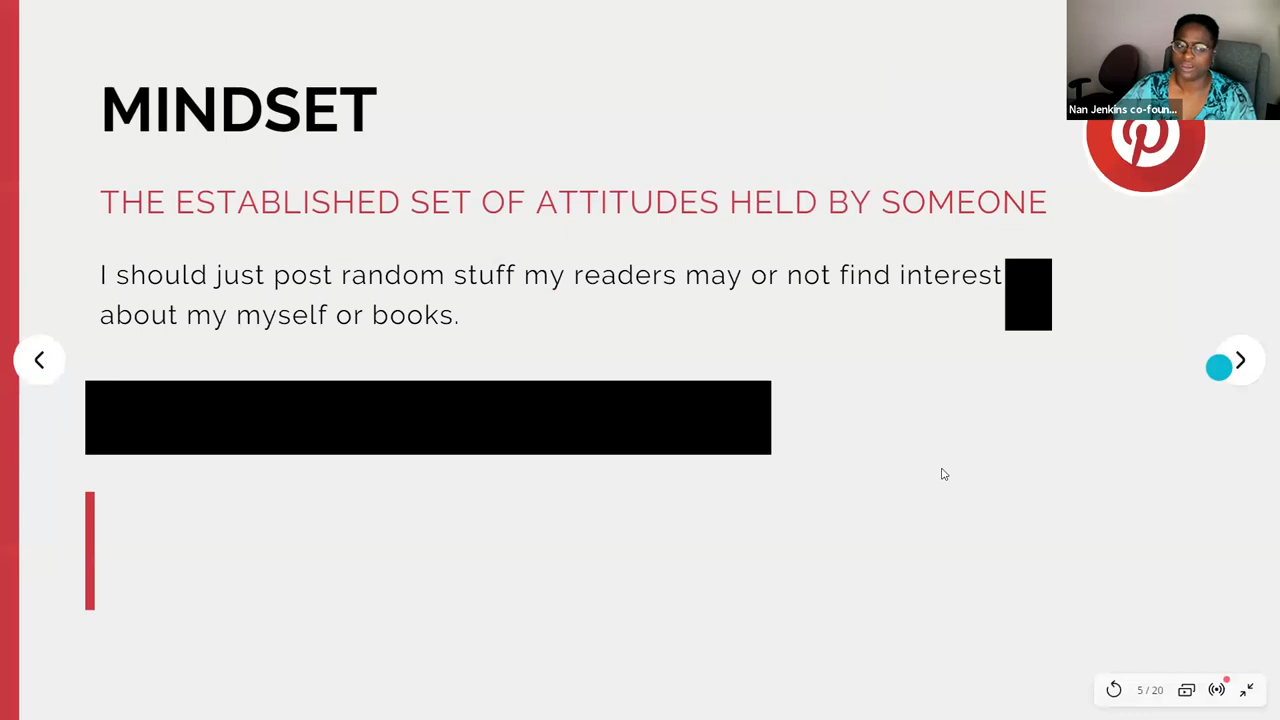 MINDSET
THE ESTABLISHED SET OF ATTITUDES HELD BY SOMEONE
I should just post random stuff my readers may or not find interest
about my myself or books.
Nan Jenkins co-foun...
5 / 20